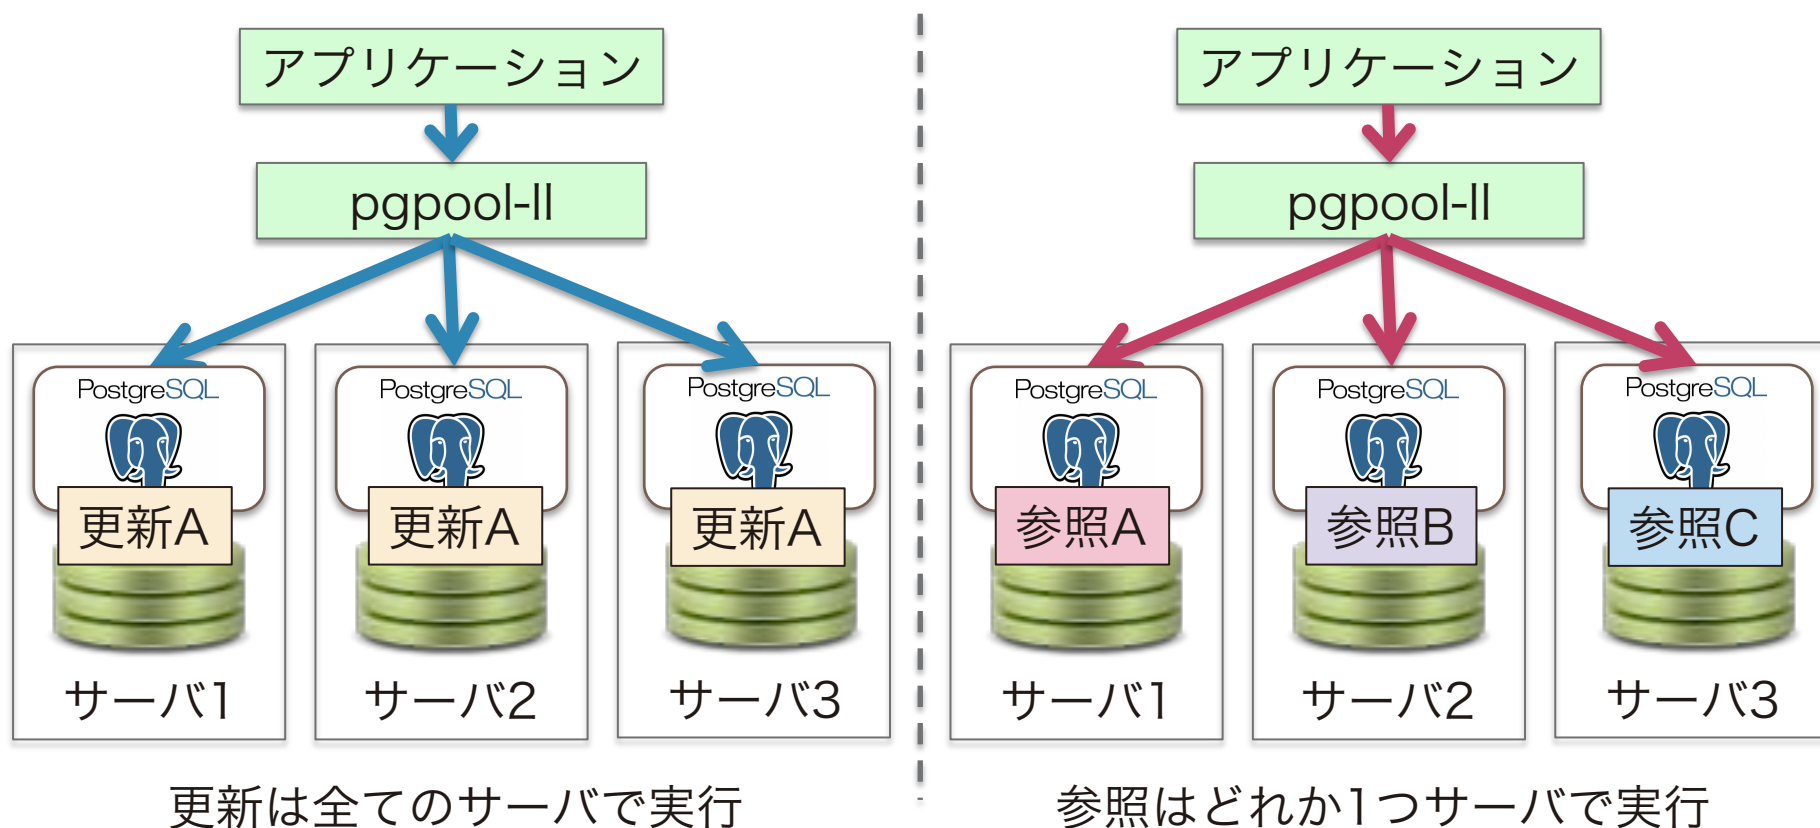 アプリケーション
pgpool-II
PostgreSQL
PostgreSQL
PostgreSQL
更新A
更新A
更新A
サーバ1
サーバ2
サーバ3
更新は全てのサーバで実行
アプリケーション
pgpool-II
PostgreSQL
PostgreSQL
PostgreSQL
参照A
参照B
参照C
サーバ1
サーバ2
サーバ3
参照はどれか1つサーバで実行